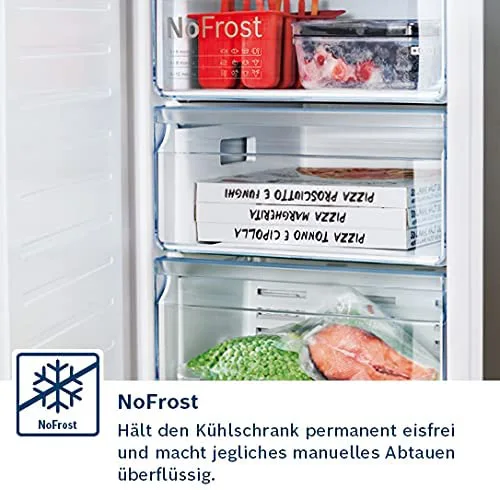 NoFrost
PIZZA PROSCIUTTO E FUNGHI
PIZZA MARGHERITA
PIZZA TONNO E CIPOLLA
NoFrost
NoFrost
Hält den Kühlschrank permanent eisfrei
und macht jegliches manuelles Abtauen
überflüssig.